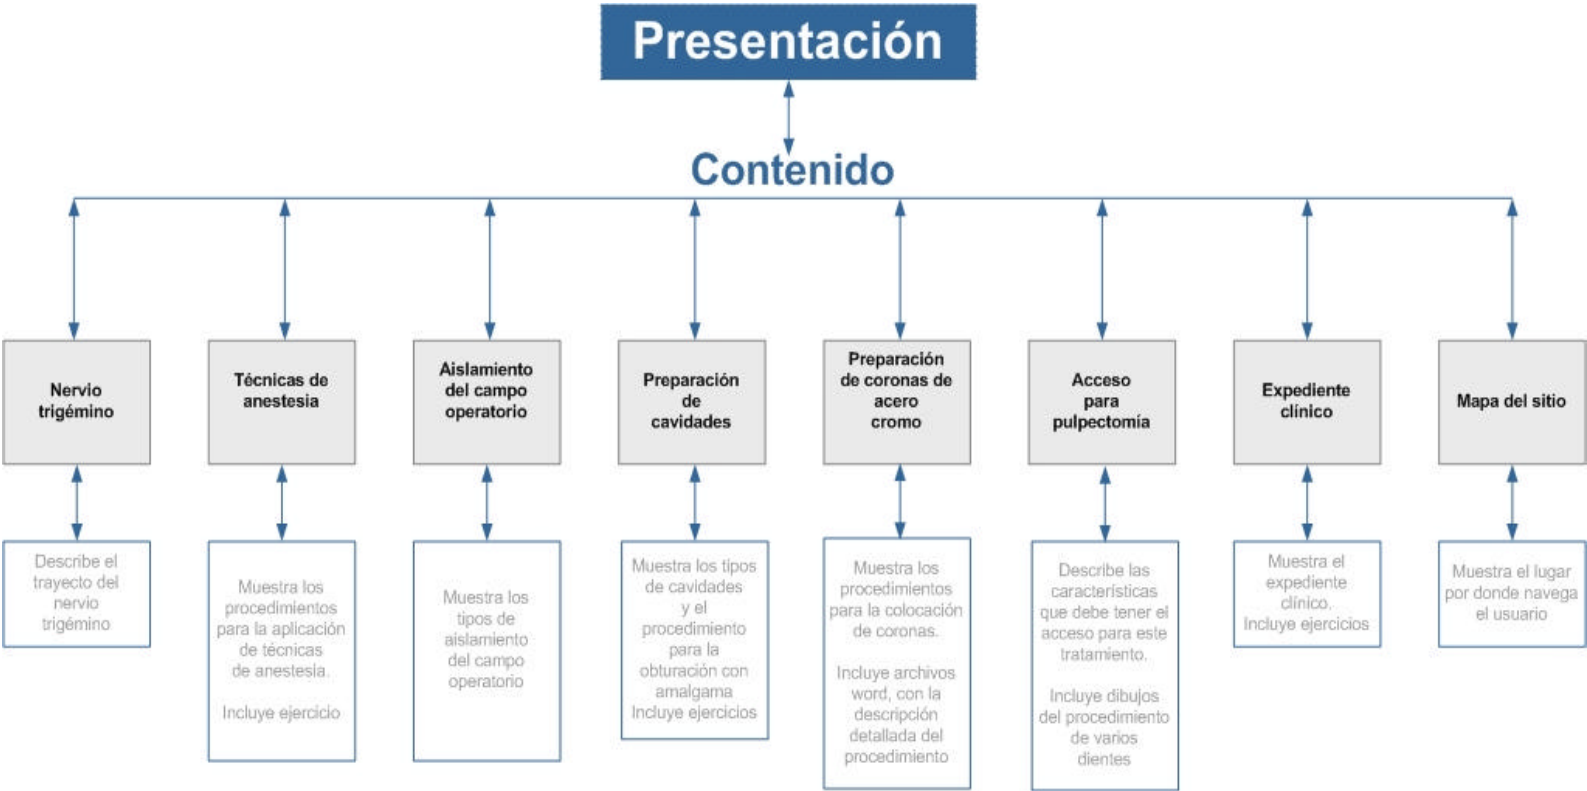 Presentación
Contenido
Nervio
trigémino
Técnicas de
anestesia
Aislamiento
del campo
operatorio
Preparación
de
cavidades
Preparación
de coronas de
acero
cromo
Acceso
para
pulpectomía
Expediente
clínico
Mapa del sitio
Describe el
trayecto del
nervio
trigémino
Muestra los
procedimientos
para la aplicación
de técnicas
de anestesia.
Incluye ejercicio
Muestra los
tipos de
aislamiento
del campo
operatorio
Muestra los tipos
de cavidades
y el
procedimiento
para la
obturación con
amalgama
Incluye ejercicios
Muestra los
procedimientos
para la colocación
de coronas.
Incluye archivos
word, con la
descripción
detallada del
procedimiento
Describe las
características
que debe tener el
acceso para este
tratamiento.
Incluye dibujos
del procedimiento
de varios
dientes
Muestra el
expediente
clínico.
Incluye ejercicios
Muestra el lugar
por donde navega
el usuario